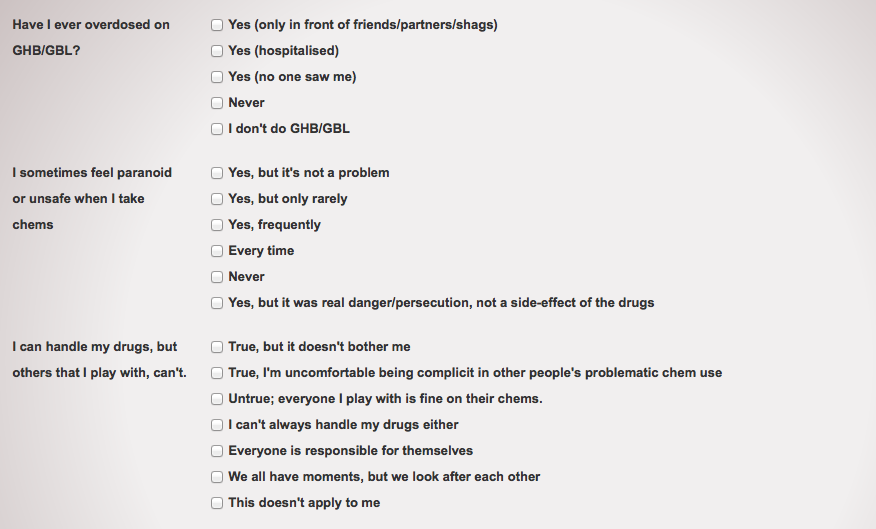 Have I ever overdosed on
GHB/GBL?
Yes (only in front of friends/partners/shags)
Yes (hospitalised)
Yes (no one saw me)
Never
I don't do GHB/GBL
I sometimes feel paranoid
or unsafe when I take
chems
Yes, but it's not a problem
Yes, but only rarely
Yes, frequently
Every time
Never
Yes, but it was real danger/persecution, not a side-effect of the drugs
I can handle my drugs, but
others that I play with, can't.
True, but it doesn't bother me
True, I'm uncomfortable being complicit in other people's problematic chem use
Untrue; everyone I play with is fine on their chems.
I can't always handle my drugs either
Everyone is responsible for themselves
We all have moments, but we look after each other
This doesn't apply to me